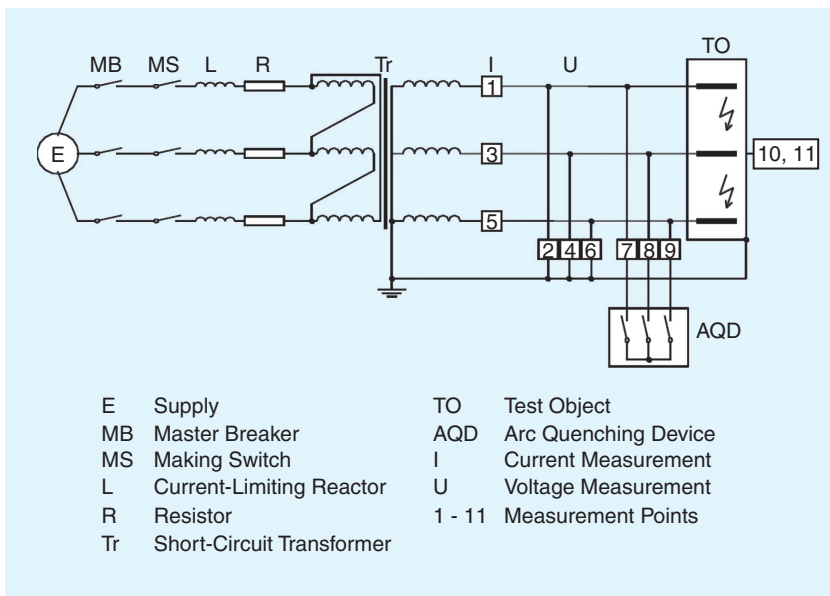 TO
MB MS L R Tr I U
1
E 3 10, 11
5
2 4 6 7 8 9
AQD
E Supply TO Test Object
MB Master Breaker AQD Arc Quenching Device
MS Making Switch I Current Measurement
L Current-Limiting Reactor U Voltage Measurement
R Resistor 1 - 11 Measurement Points
Tr Short-Circuit Transformer